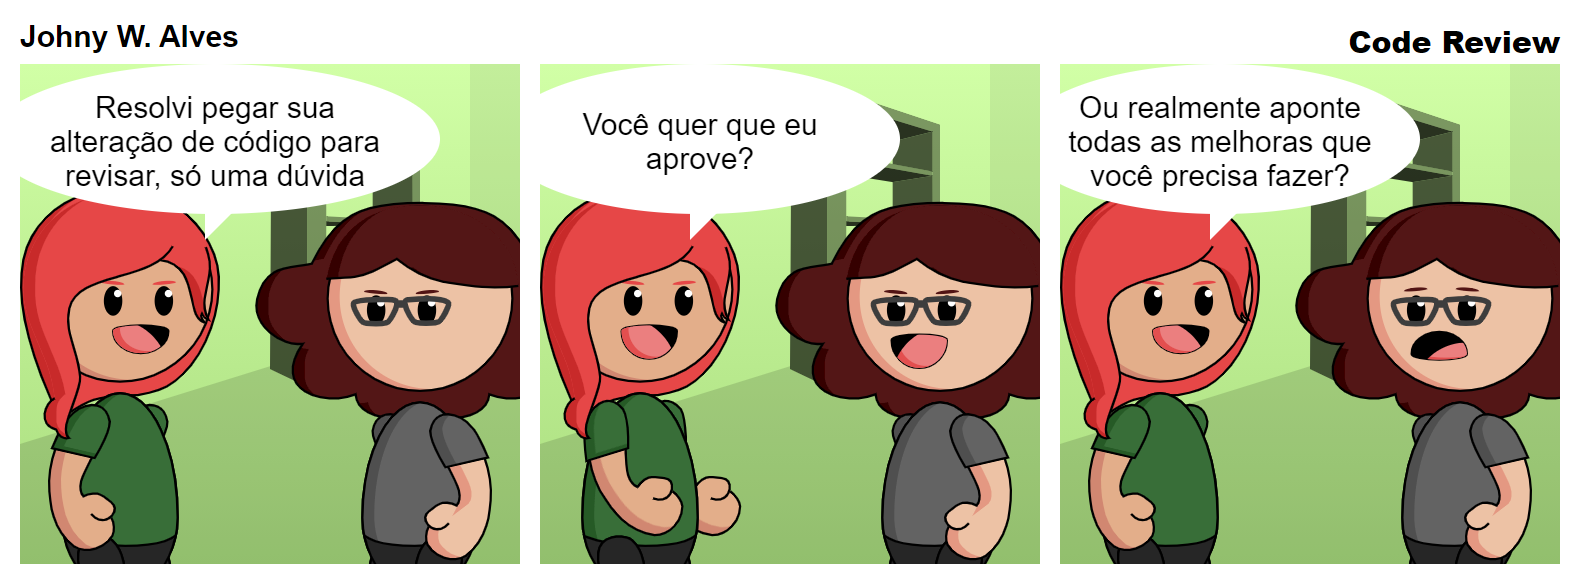 Johny W. Alves
Code Review
Resolvi pegar sua
alteração de código para
revisar, só uma dúvida
Você quer que eu
aprove?
Ou realmente aponte
todas as melhoras que
você precisa fazer?